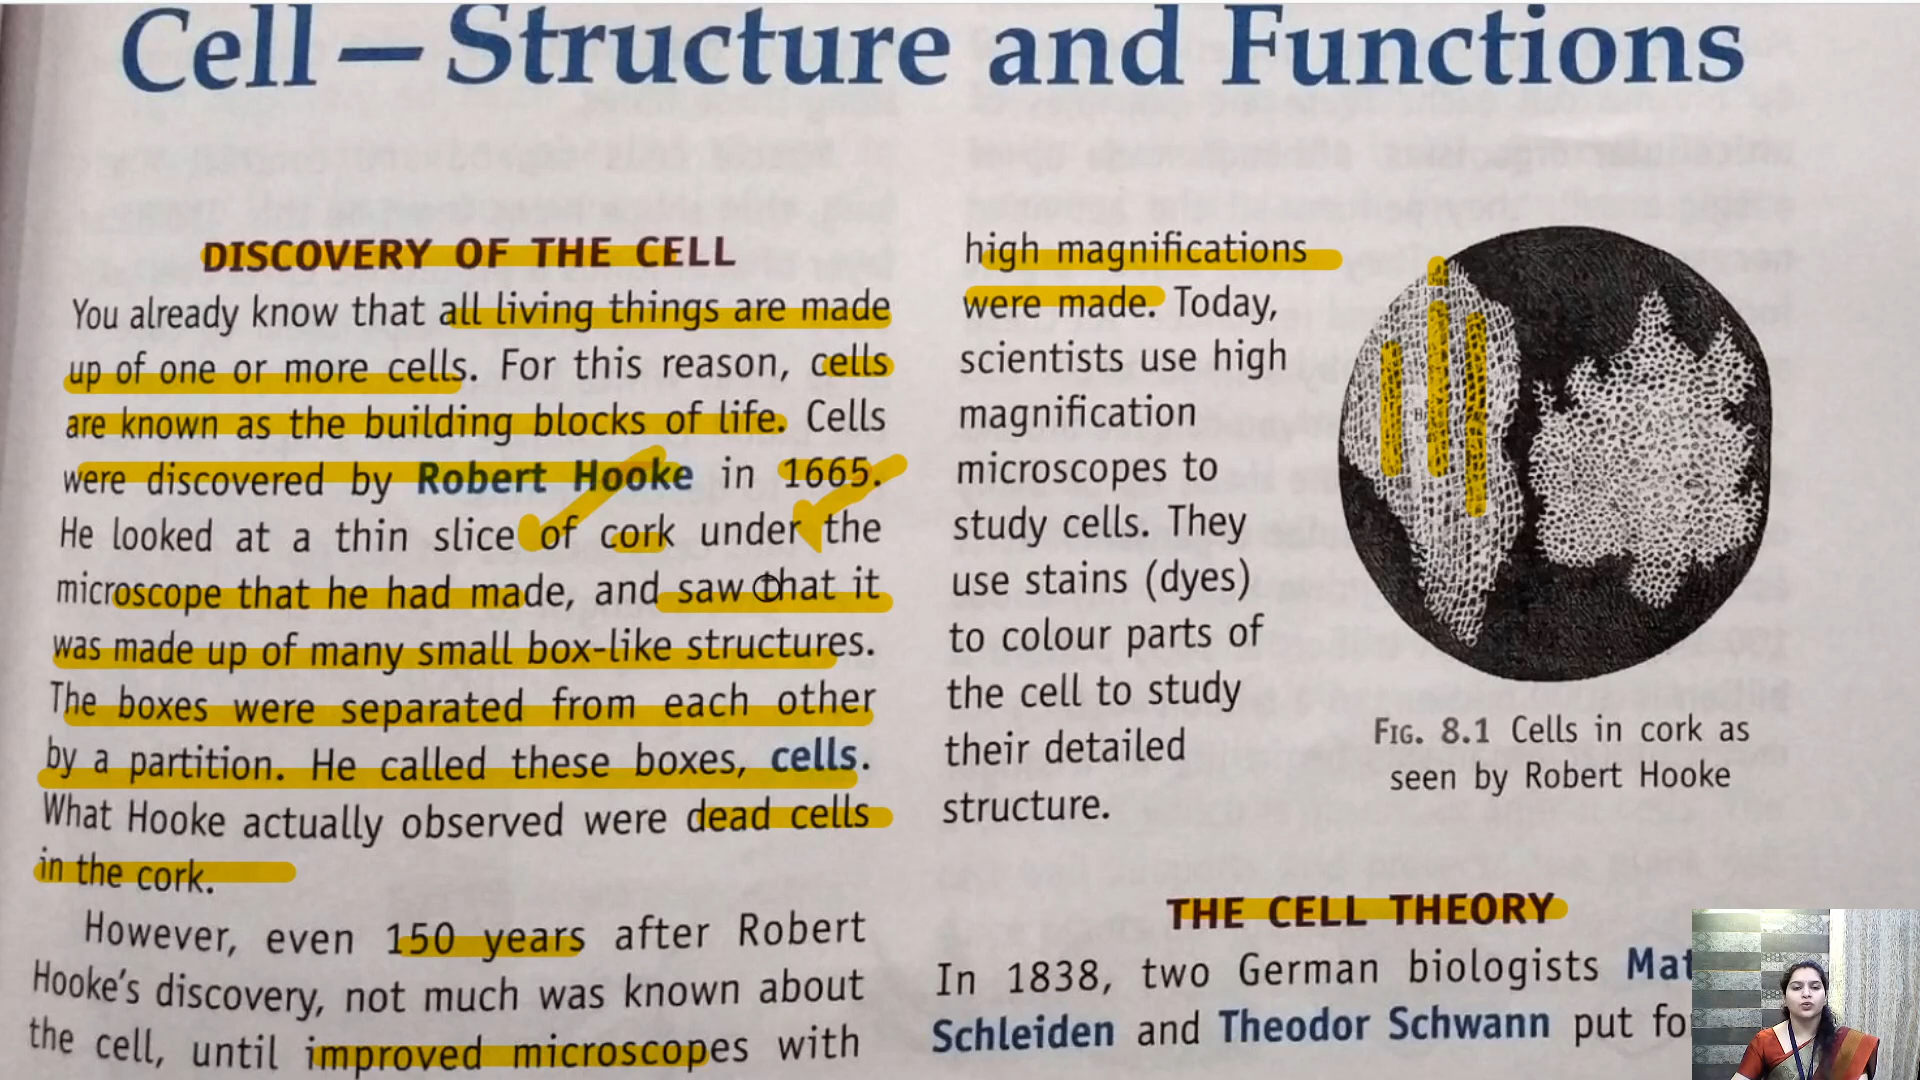 Cell — Structure and Functions
DISCOVERY OF THE CELL
You already know that all living things are made
up of one or more cells. For this reason, cells
are known as the building blocks of life. Cells
were discovered by Robert Hooke in 1665.
He looked at a thin slice of cork under the
microscope that he had made, and saw that it
was made up of many small box-like structures.
The boxes were separated from each other
by a partition. He called these boxes, cells.
What Hooke actually observed were dead cells
in the cork.
However, even 150 years after Robert
Hooke's discovery, not much was known about
the cell, until improved microscopes with
high magnifications
were made. Today,
scientists use high
magnification
microscopes to
study cells. They
use stains (dyes)
to colour parts of
the cell to study
their detailed
structure.
FIG. 8.1 Cells in cork as
seen by Robert Hooke
THE CELL THEORY
In 1838, two German biologists
Schleiden and Theodor Schwann put